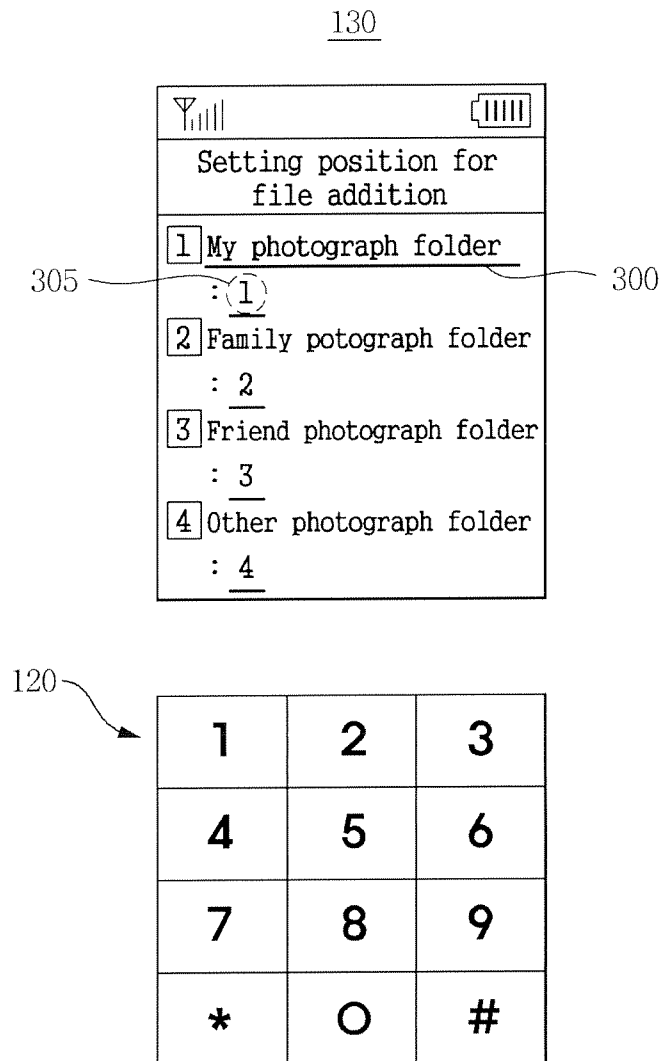 130
Setting position for
file addition
1 My photograph folder
305
300
: 1
2 Family potograph folder
: 2
3 Friend photograph folder
: 3
4 Other photograph folder
: 4
120
1 2 3
4 5 6
7 8 9
* 0 #